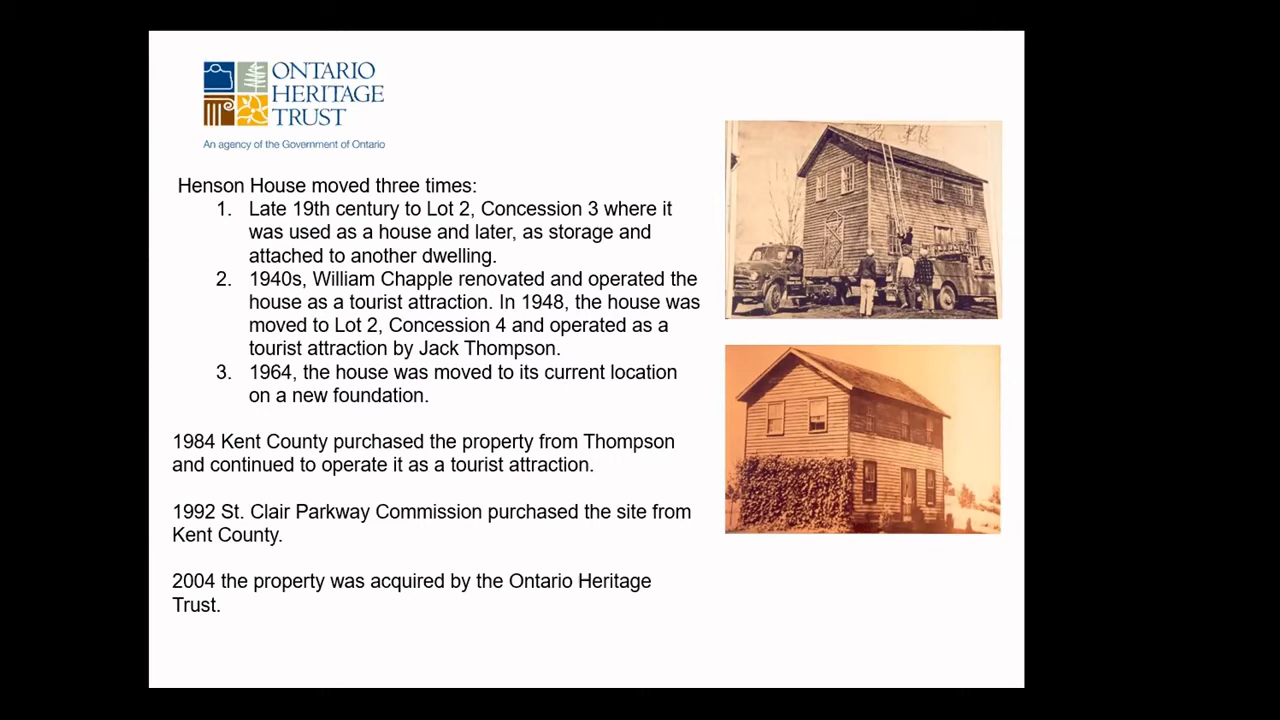 ONTARIO
HERITAGE
TRUST
An agency of the Government of Ontario
Henson House moved three times:
1. Late 19th century to Lot 2, Concession 3 where it
was used as a house and later, as storage and
attached to another dwelling.
2. 1940s, William Chapple renovated and operated the
house as a tourist attraction. In 1948, the house was
moved to Lot 2, Concession 4 and operated as a
tourist attraction by Jack Thompson.
3. 1964, the house was moved to its current location
on a new foundation.
1984 Kent County purchased the property from Thompson
and continued to operate it as a tourist attraction.
1992 St. Clair Parkway Commission purchased the site from
Kent County.
2004 the property was acquired by the Ontario Heritage
Trust.